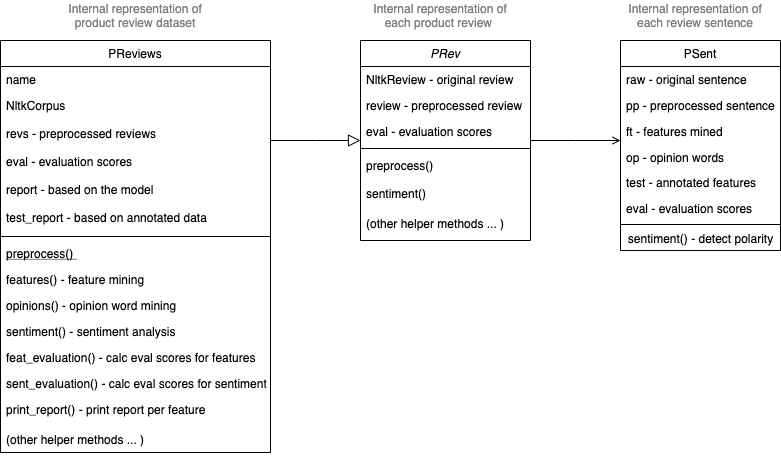 Internal representation of
product review dataset
PReviews
name
NltkCorpus
revs - preprocessed reviews
eval - evaluation scores
report - based on the model
test_report - based on annotated data
preprocess()
features() - feature mining
opinions() - opinion word mining
sentiment() - sentiment analysis
feat_evaluation() - calc eval scores for features
sent_evaluation() - calc eval scores for sentiment
print_report() - print report per feature
(other helper methods ... )
Internal representation of
each product review
PRev
NltkReview - original review
review - preprocessed review
eval - evaluation scores
preprocess()
sentiment()
(other helper methods ... )
Internal representation of
each review sentence
PSent
raw - original sentence
pp - preprocessed sentence
ft - features mined
op - opinion words
test - annotated features
eval - evaluation scores
sentiment() - detect polarity